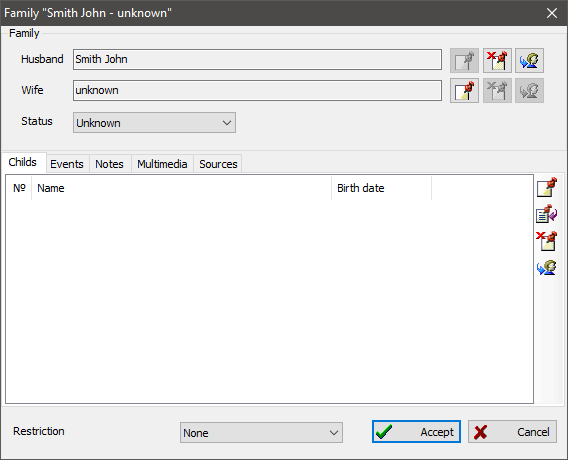 Family "Smith John - unknown"
Family
Husband Smith John
Wife unknown
Status Unknown
Childs Events Notes Multimedia Sources
Nº Name Birth date
Restriction None Accept Cancel